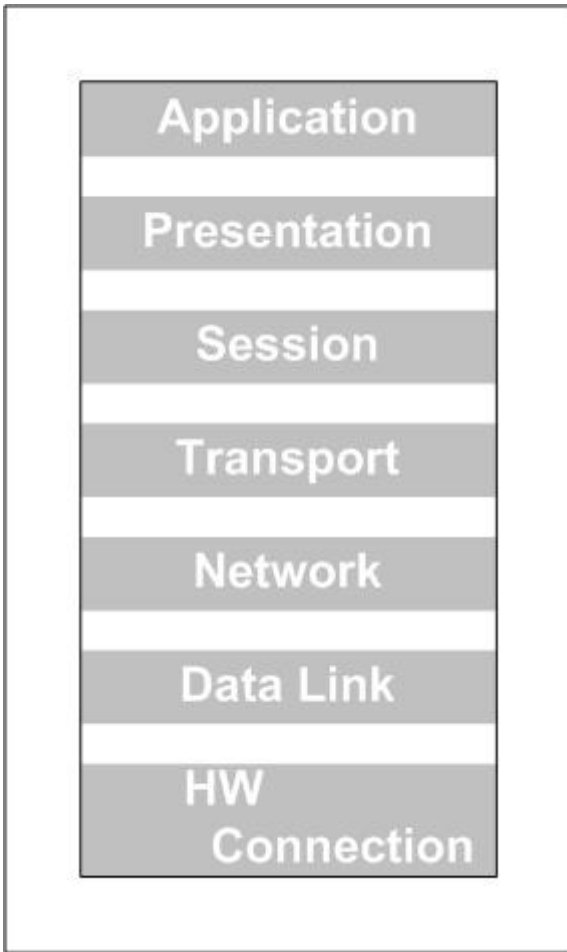 Application
Presentation
Session
Transport
Network
Data Link
HW
Connection